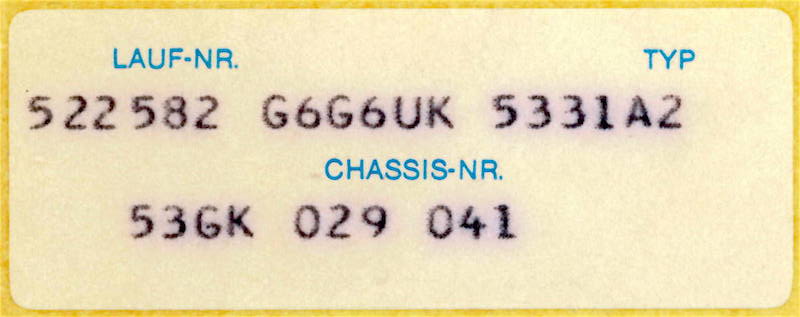 LAUF-NR. TYP
522582 G6G6UK 5331A2
CHASSIS-NR.
53GK 029 041